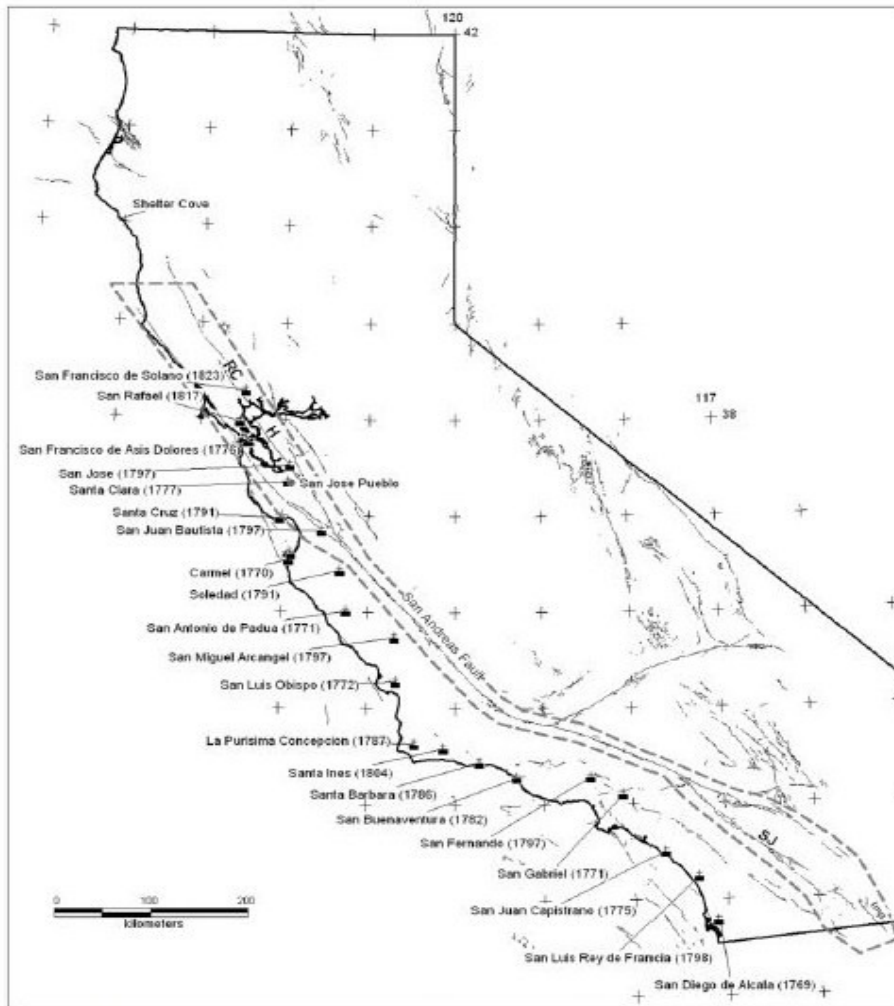 120
42
Shelter Cove
RC
San Francisco de Solano (1823)
San Rafael (1817)
117
38
H
San Francisco de Asis Dolores (1776)
San Jose (1797)
San Jose Pueblo
Santa Clara (1777)
Santa Cruz (1791)
San Juan Bautista (1797)
Carmel (1770)
Soledad (1791)
San Andreas Fault
San Antonio de Padua (1771)
San Miguel Arcangel (1797)
San Luis Obispo (1772)
La Purisima Concepcion (1787)
Santa Ines (1804)
Santa Barbara (1786)
San Buenaventura (1782)
San Fernando (1797)
SJ
San Gabriel (1771)
Imp
San Juan Capistrano (1775)
0 100 200
kilometers
San Luis Rey de Francia (1798)
San Diego de Alcala (1769)